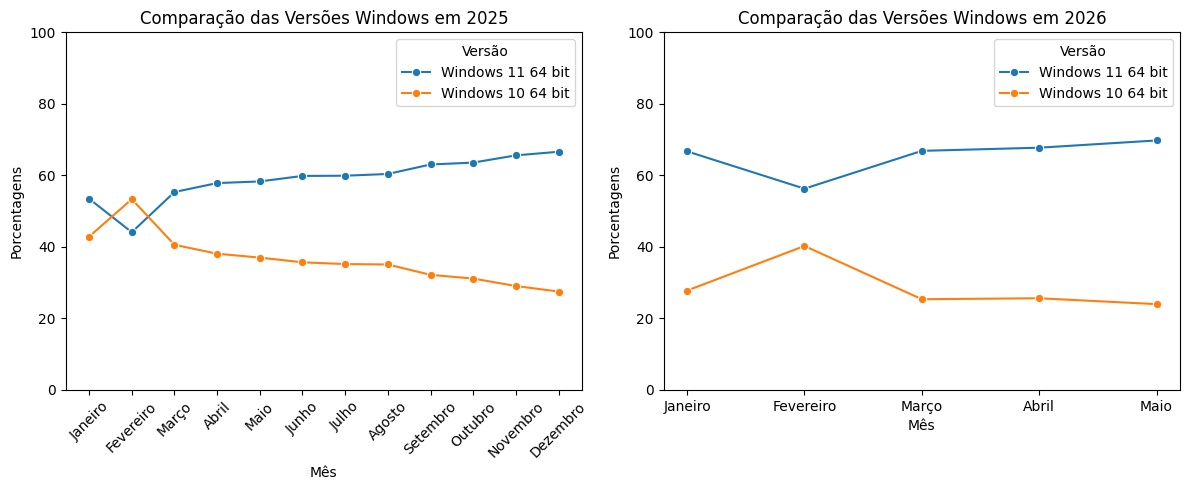 Comparação das Versões Windows em 2025
Porcentagens
100
80
60
40
20
0
Versão
Windows 11 64 bit
Windows 10 64 bit
Janeiro
Fevereiro
Março
Abril
Maio
Junho
Julho
Agosto
Setembro
Outubro
Novembro
Dezembro
Mês
Comparação das Versões Windows em 2026
Porcentagens
100
80
60
40
20
0
Versão
Windows 11 64 bit
Windows 10 64 bit
Janeiro
Fevereiro
Março
Abril
Maio
Mês